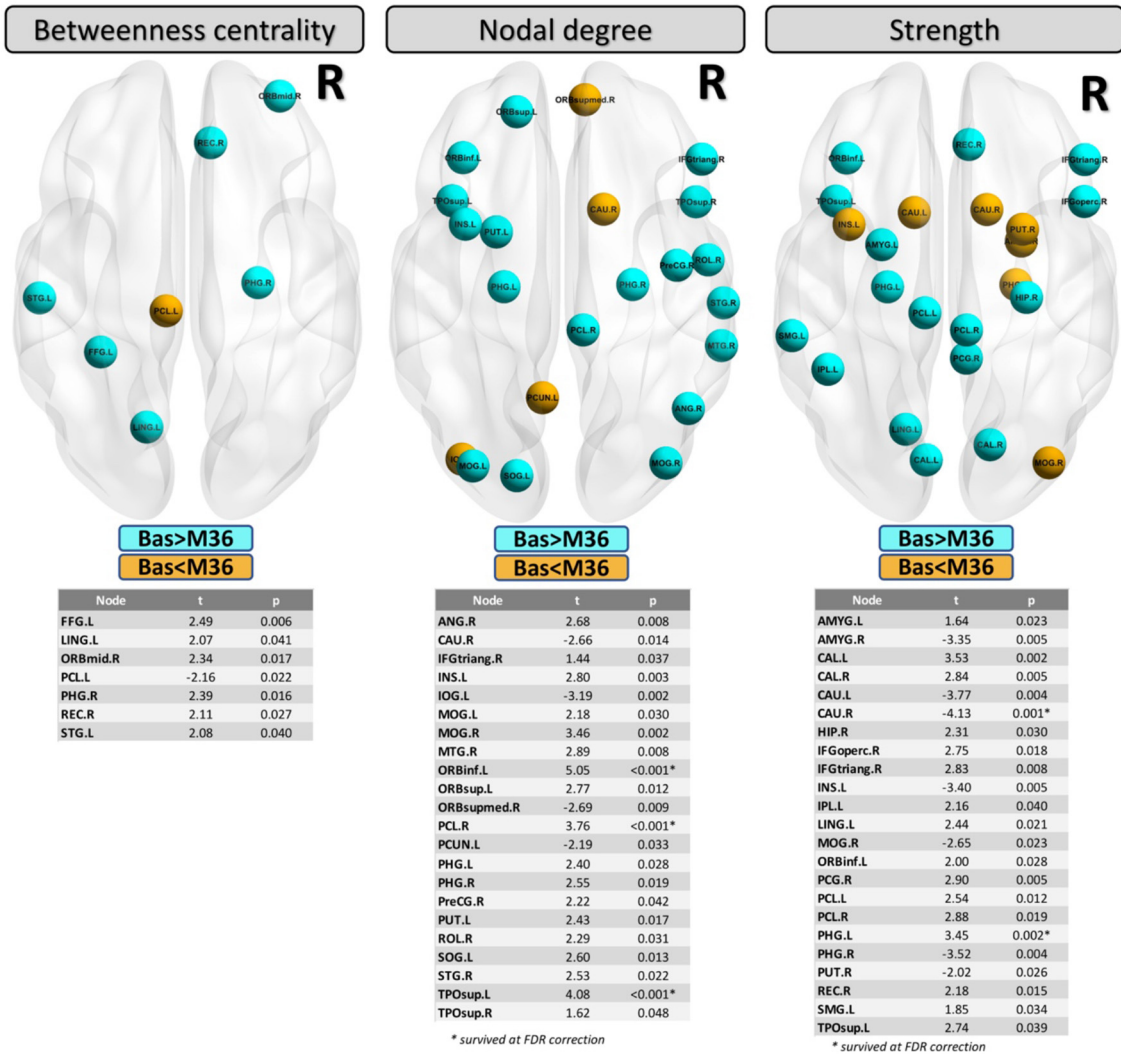 Betweenness centrality
R
ORBmid.R
REC.R
PHG.R
STG.L
PCL.L
FFG.L
LING.L
Bas>M36
Bas<M36
Node t p
FFG.L 2.49 0.006
LING.L 2.07 0.041
ORBmid.R 2.34 0.017
PCL.L -2.16 0.022
PHG.R 2.39 0.016
REC.R 2.11 0.027
STG.L 2.08 0.040
Nodal degree
R
ORBsupmed.R
ORBsup.L
ORBinf.L
IFGtriang.R
TPOsup.L
TPOsup.R
CAU.R
INS.L
PUT.L
ROL.R
PreCG.R
PHG.L
PHG.R
STG.R
PCL.R
MTG.R
PCUN.L
ANG.R
MOG.L
MOG.R
SOG.L
Bas>M36
Bas<M36
Node t p
ANG.R 2.68 0.008
CAU.R -2.66 0.014
IFGtriang.R 1.44 0.037
INS.L 2.80 0.003
IOG.L -3.19 0.002
MOG.L 2.18 0.030
MOG.R 3.46 0.002
MTG.R 2.89 0.008
ORBinf.L 5.05 <0.001*
ORBsup.L 2.77 0.012
ORBsupmed.R -2.69 0.009
PCL.R 3.76 <0.001*
PCUN.L -2.19 0.033
PHG.L 2.40 0.028
PHG.R 2.55 0.019
PreCG.R 2.22 0.042
PUT.L 2.43 0.017
ROL.R 2.29 0.031
SOG.L 2.60 0.013
STG.R 2.53 0.022
TPOsup.L 4.08 <0.001*
TPOsup.R 1.62 0.048
* survived at FDR correction
Strength
R
REC.R
ORBinf.L
IFGtriang.R
TPOsup.L
IFGoperc.R
CAU.L
CAU.R
INS.L
PUT.R
AMYG.L
PHG.L
HIP.R
PCL.L
PCL.R
SMG.L
PCG.R
IPL.L
LING.L
CAL.R
CAL.L
MOG.R
Bas>M36
Bas<M36
Node t p
AMYG.L 1.64 0.023
AMYG.R -3.35 0.005
CAL.L 3.53 0.002
CAL.R 2.84 0.005
CAU.L -3.77 0.004
CAU.R -4.13 0.001*
HIP.R 2.31 0.030
IFGoperc.R 2.75 0.018
IFGtriang.R 2.83 0.008
INS.L -3.40 0.005
IPL.L 2.16 0.040
LING.L 2.44 0.021
MOG.R -2.65 0.023
ORBinf.L 2.00 0.028
PCG.R 2.90 0.005
PCL.L 2.54 0.012
PCL.R 2.88 0.019
PHG.L 3.45 0.002*
PHG.R -3.52 0.004
PUT.R -2.02 0.026
REC.R 2.18 0.015
SMG.L 1.85 0.034
TPOsup.L 2.74 0.039
* survived at FDR correction